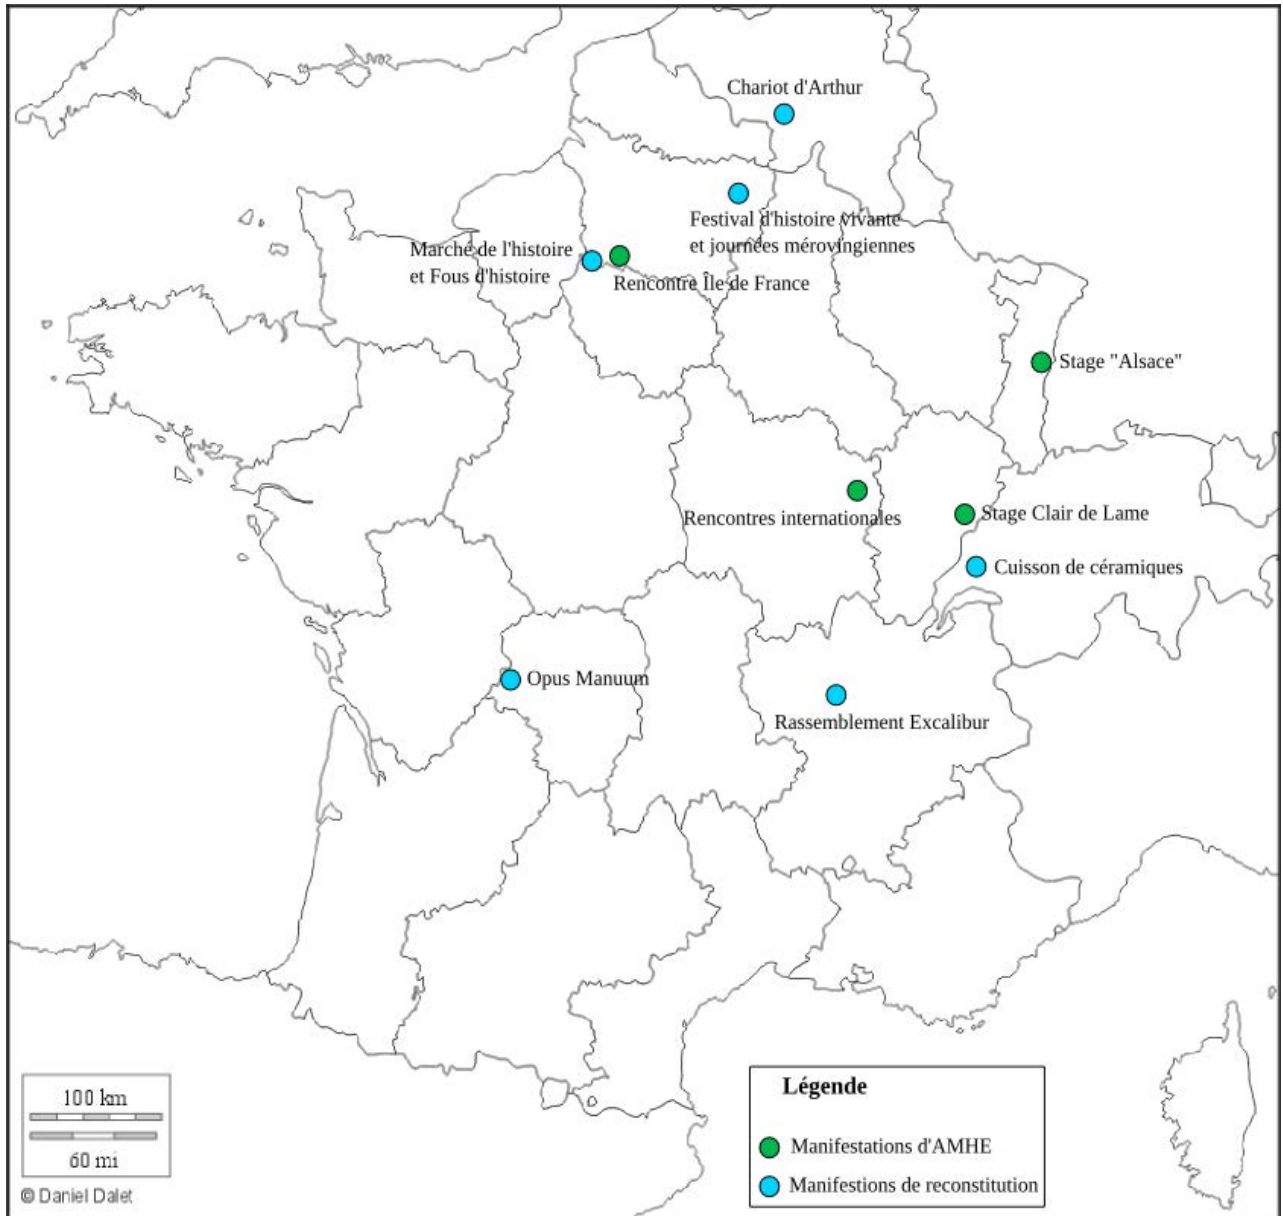 Chariot d'Arthur
Festival d'histoire vivante
et journées mérovingiennes
Marché de l'histoire
et Fous d'histoire
Rencontre Île de France
Stage "Alsace"
Rencontres internationales
Stage Clair de Lame
Cuisson de céramiques
Opus Manuum
Rassemblement Excalibur
100 km
60 mi
© Daniel Dalet
Légende
Manifestations d'AMHE
Manifestions de reconstitution